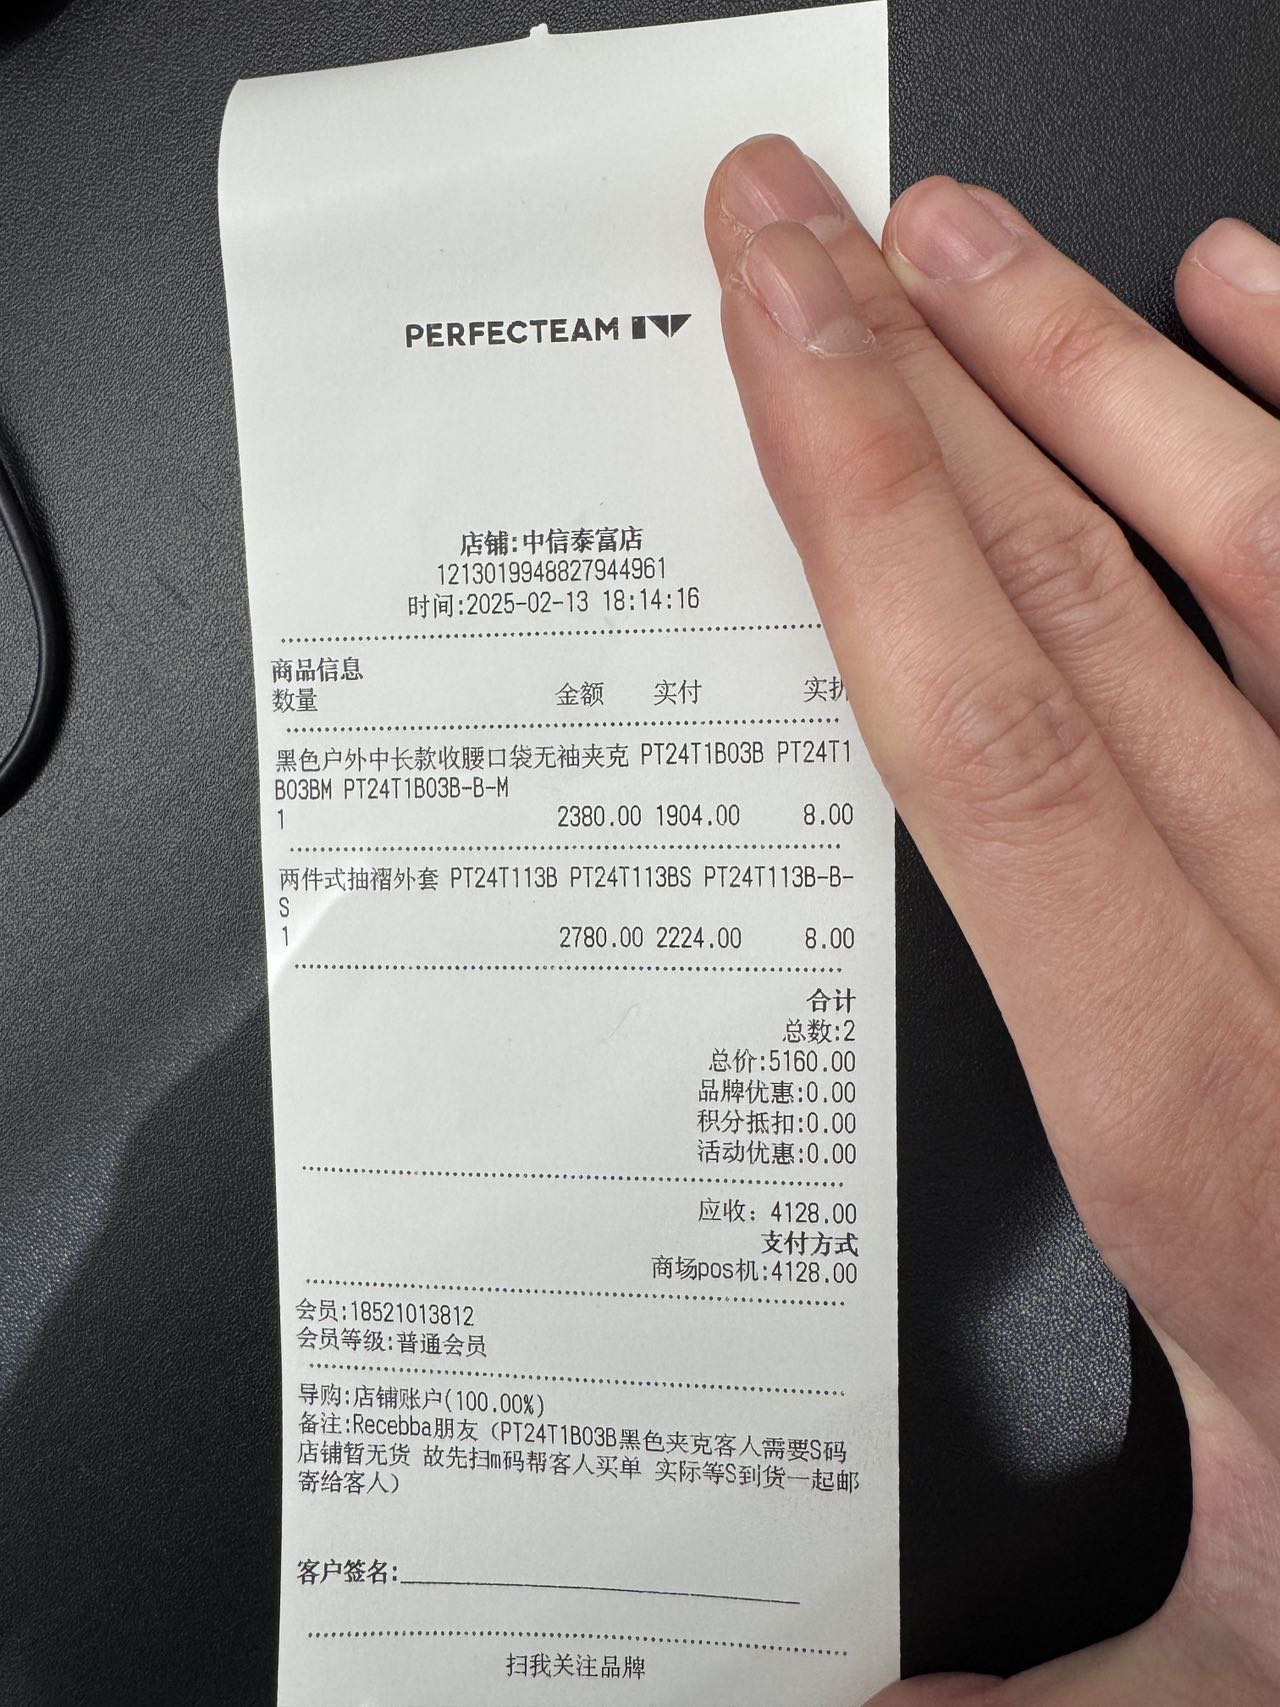 PERFECTEAM
店铺:中信泰富店
1213019948827944961
时间:2025-02-13 18:14:16
商品信息
数量 金额 实付 实折
黑色户外中长款收腰口袋无袖夹克 PT24T1B03B PT24T1
B03BM PT24T1B03B-B-M
1 2380.00 1904.00 8.00
两件式抽褶外套 PT24T113B PT24T113BS PT24T113B-B-
S
1 2780.00 2224.00 8.00
合计
总数:2
总价:5160.00
品牌优惠:0.00
积分抵扣:0.00
活动优惠:0.00
应收: 4128.00
支付方式
商场pos机:4128.00
会员:18521013812
会员等级:普通会员
导购:店铺账户(100.00%)
备注:Recebba朋友（PT24T1B03B黑色夹克客人需要S码
店铺暂无货 故先扫m码帮客人买单 实际等S到货一起邮
寄给客人）
客户签名:
扫我关注品牌